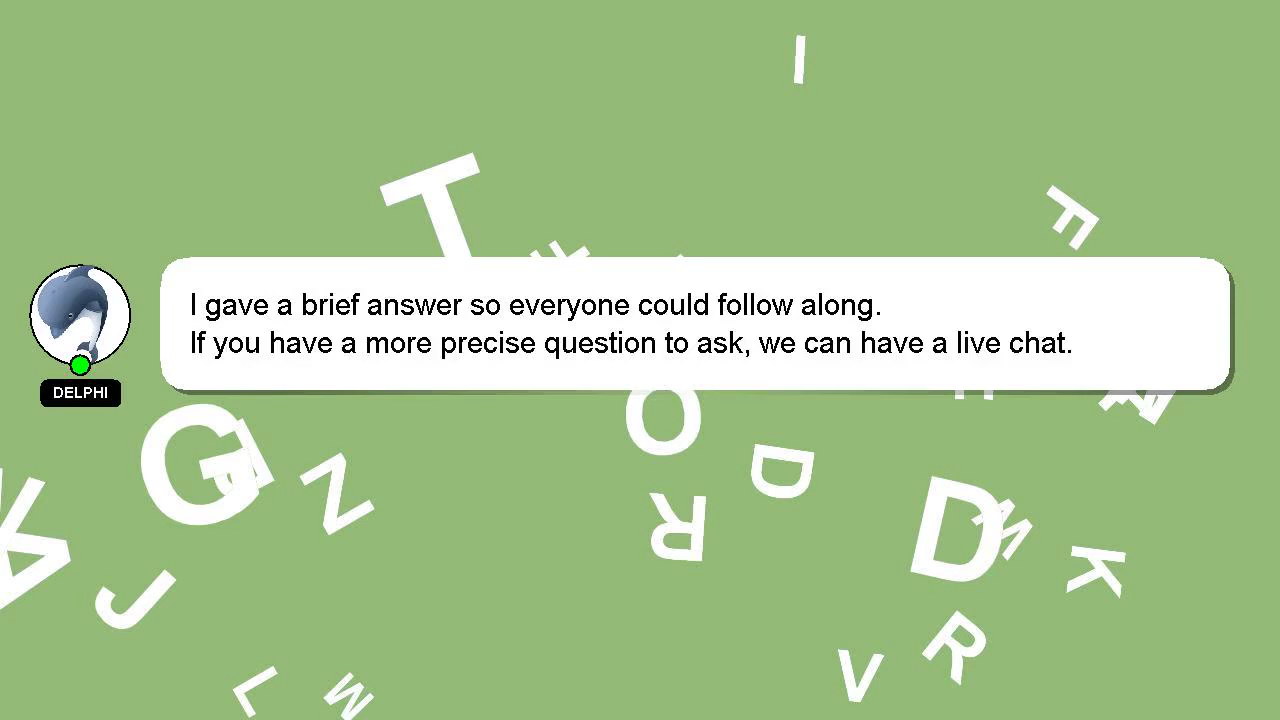 I gave a brief answer so everyone could follow along.
If you have a more precise question to ask, we can have a live chat.
DELPHI
I
T
F
G
N
O
D
R
D
M
K
J
R
V
L
M